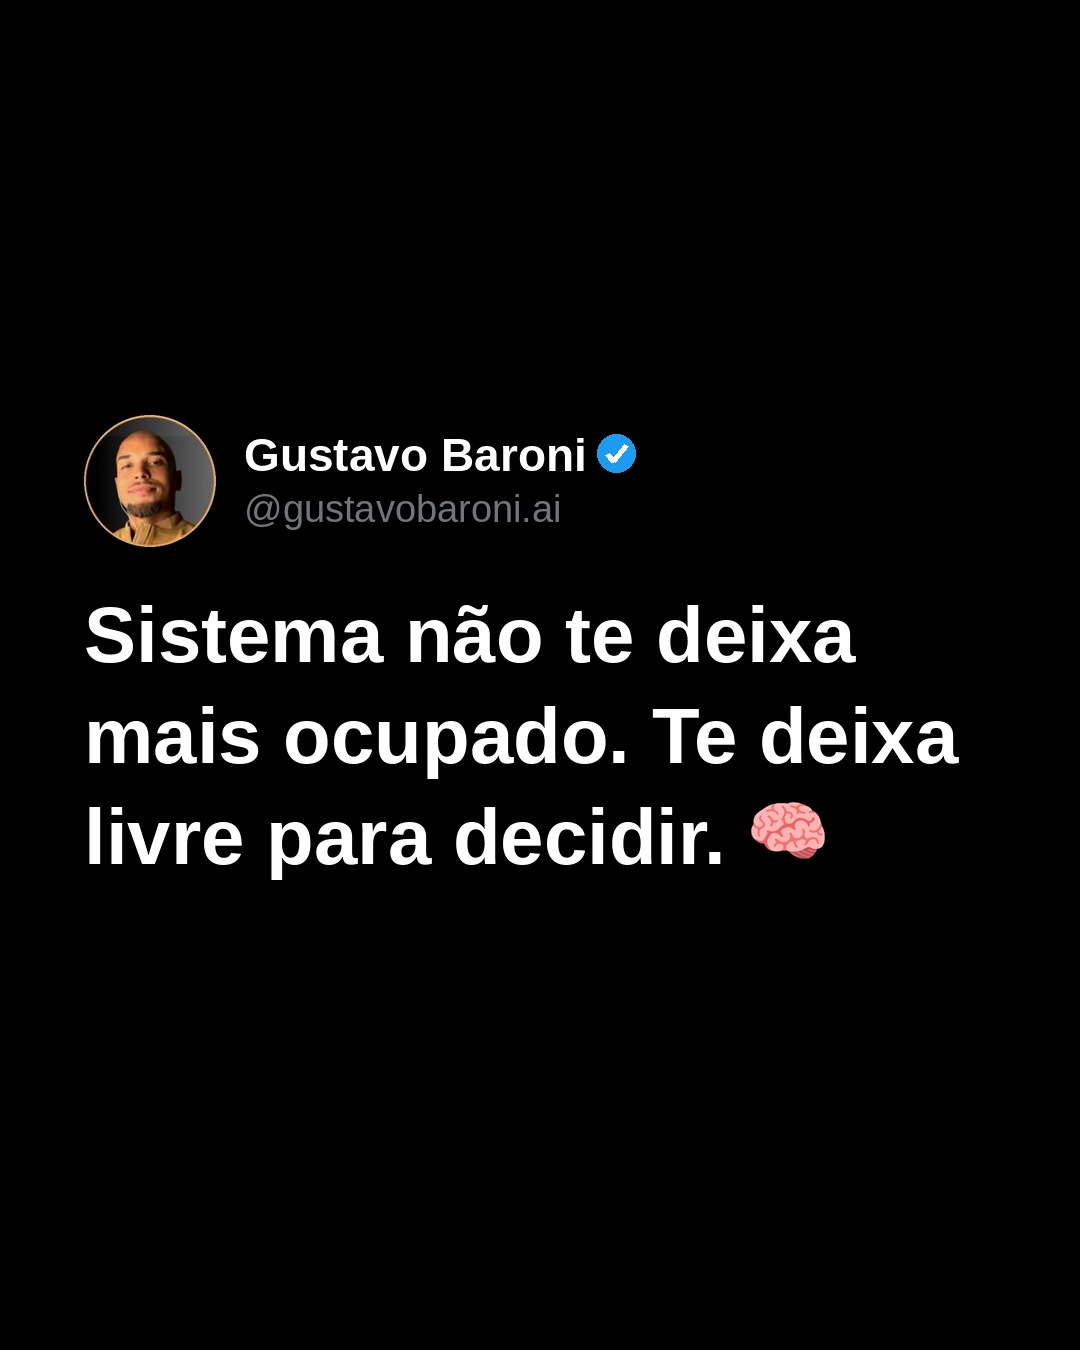 Gustavo Baroni
@gustavobaroni.ai
Sistema não te deixa
mais ocupado. Te deixa
livre para decidir. 🧠